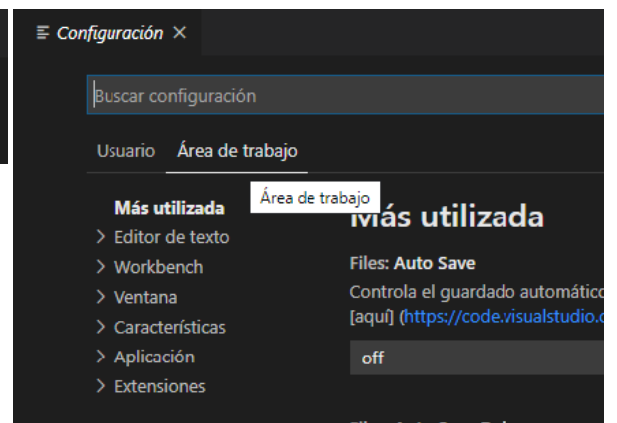 Configuración
Buscar configuración
Usuario Área de trabajo
Área de trabajo
Más utilizada
Editor de texto
Workbench
Ventana
Características
Aplicación
Extensiones
Más utilizada
Files: Auto Save
Controla el guardado automático
[aquí] (https://code.visualstudio.c
off